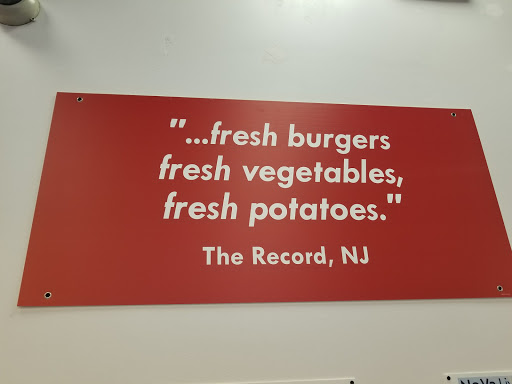 "...fresh burgers
fresh vegetables,
fresh potatoes."
The Record, NJ